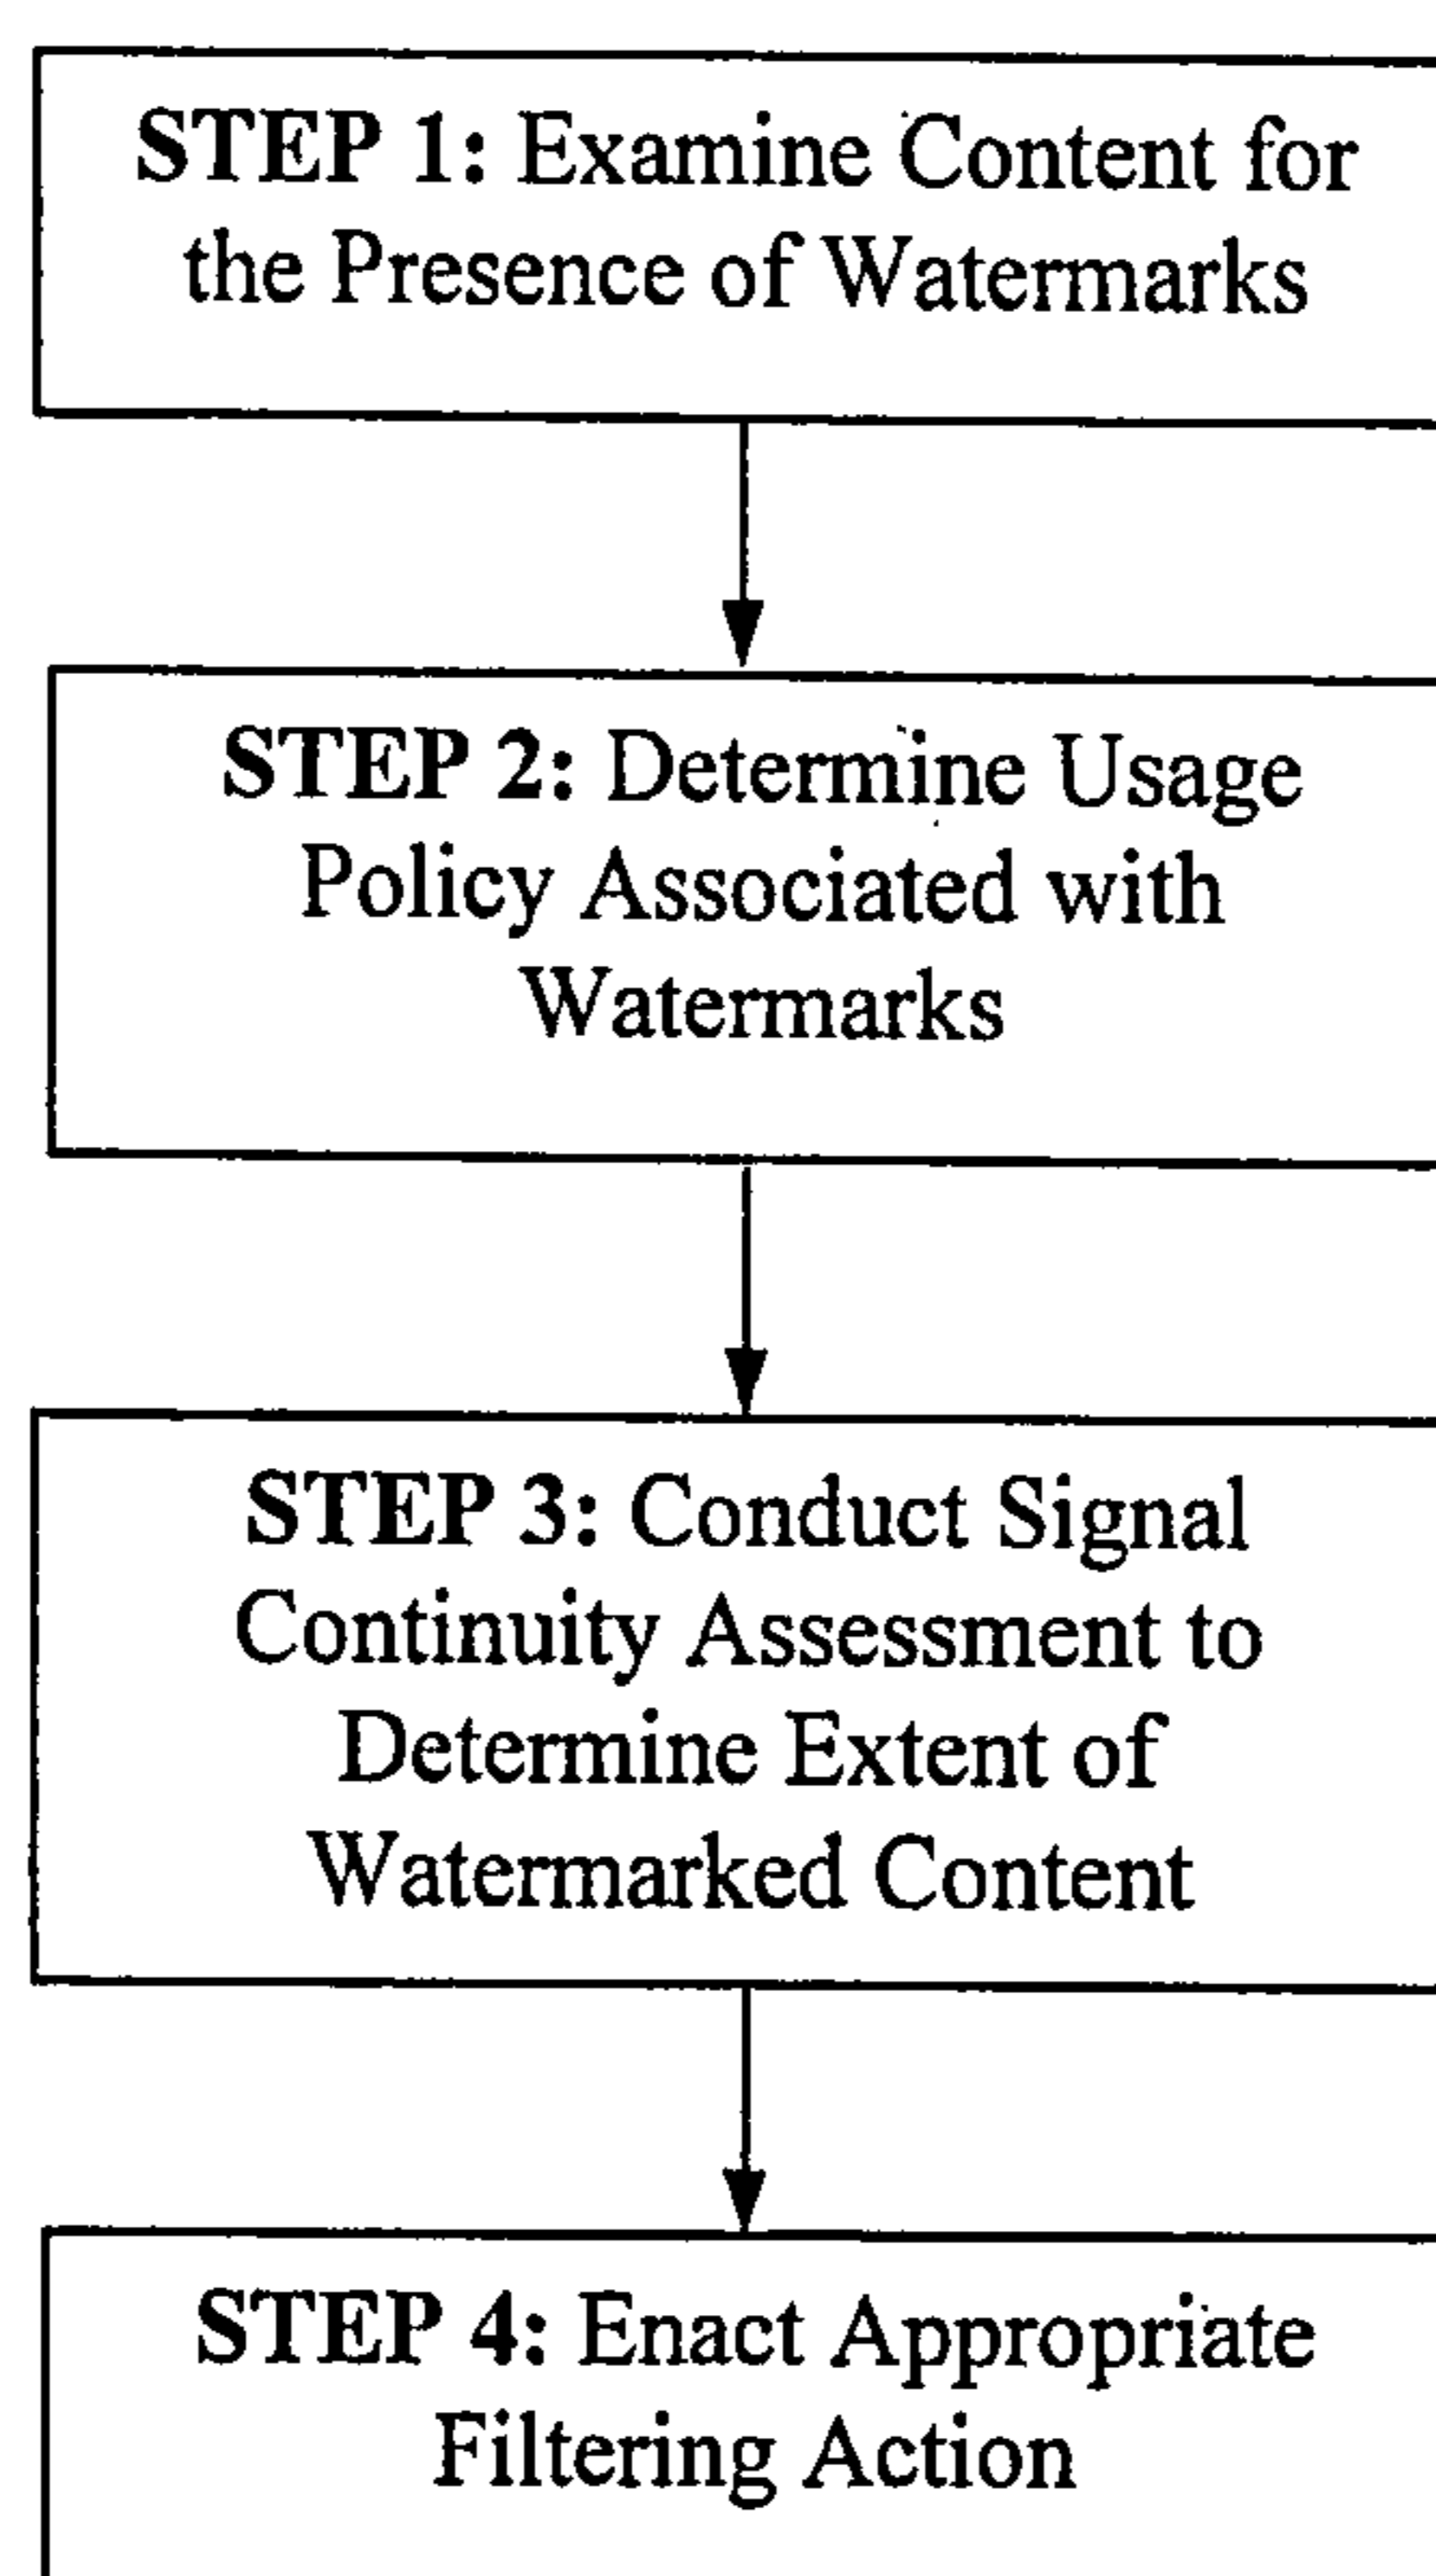 STEP 1: Examine Content for
the Presence of Watermarks
STEP 2: Determine Usage
Policy Associated with
Watermarks
STEP 3: Conduct Signal
Continuity Assessment to
Determine Extent of
Watermarked Content
STEP 4: Enact Appropriate
Filtering Action